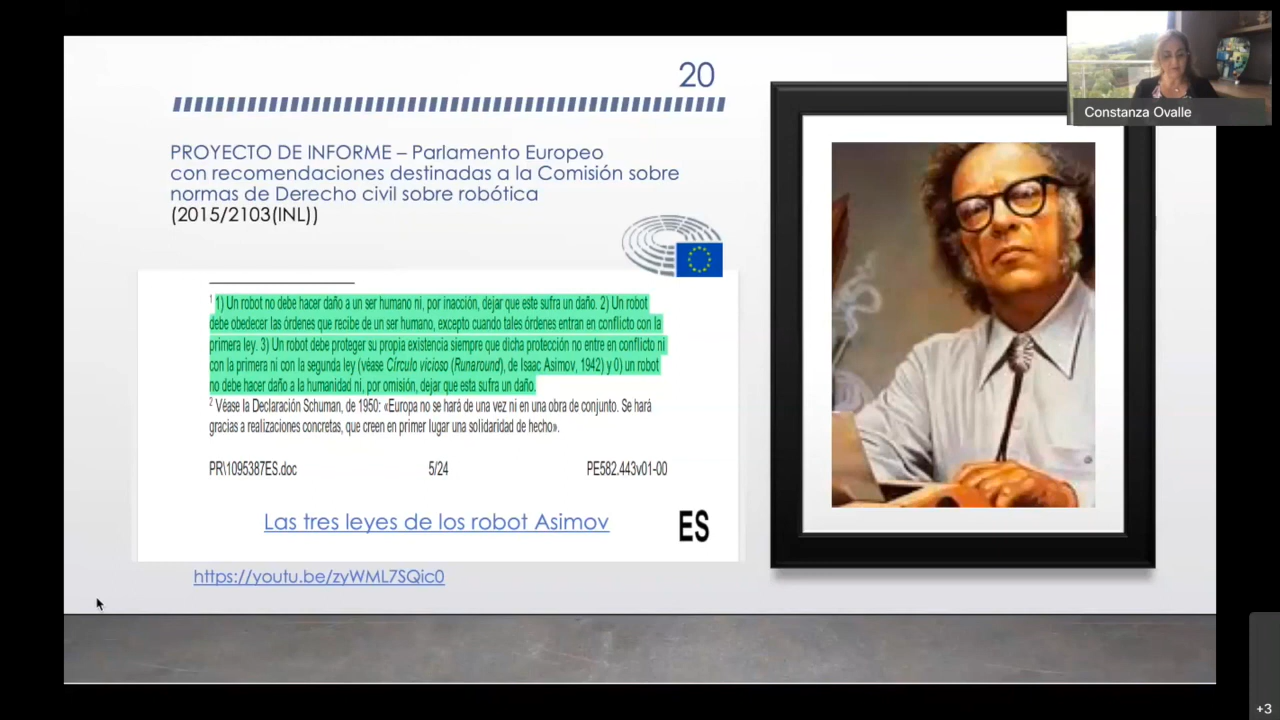 20
PROYECTO DE INFORME – Parlamento Europeo
con recomendaciones destinadas a la Comisión sobre
normas de Derecho civil sobre robótica
(2015/2103(INL))
1 1) Un robot no debe hacer daño a un ser humano ni, por inacción, dejar que este sufra un daño. 2) Un robot
debe obedecer las órdenes que recibe de un ser humano, excepto cuando tales órdenes entran en conflicto con la
primera ley. 3) Un robot debe proteger su propia existencia siempre que dicha protección no entre en conflicto ni
con la primera ni con la segunda ley (véase Círculo vicioso (Runaround), de Isaac Asimov, 1942) y 0) un robot
no debe hacer daño a la humanidad ni, por omisión, dejar que esta sufra un daño.
2 Véase la Declaración Schuman, de 1950: «Europa no se hará de una vez ni en una obra de conjunto. Se hará
gracias a realizaciones concretas, que creen en primer lugar una solidaridad de hecho».
PR\1095387ES.doc 5/24 PE582.443v01-00
Las tres leyes de los robot Asimov
ES
https://youtu.be/zyWML7SQic0
Constanza Ovalle
+3